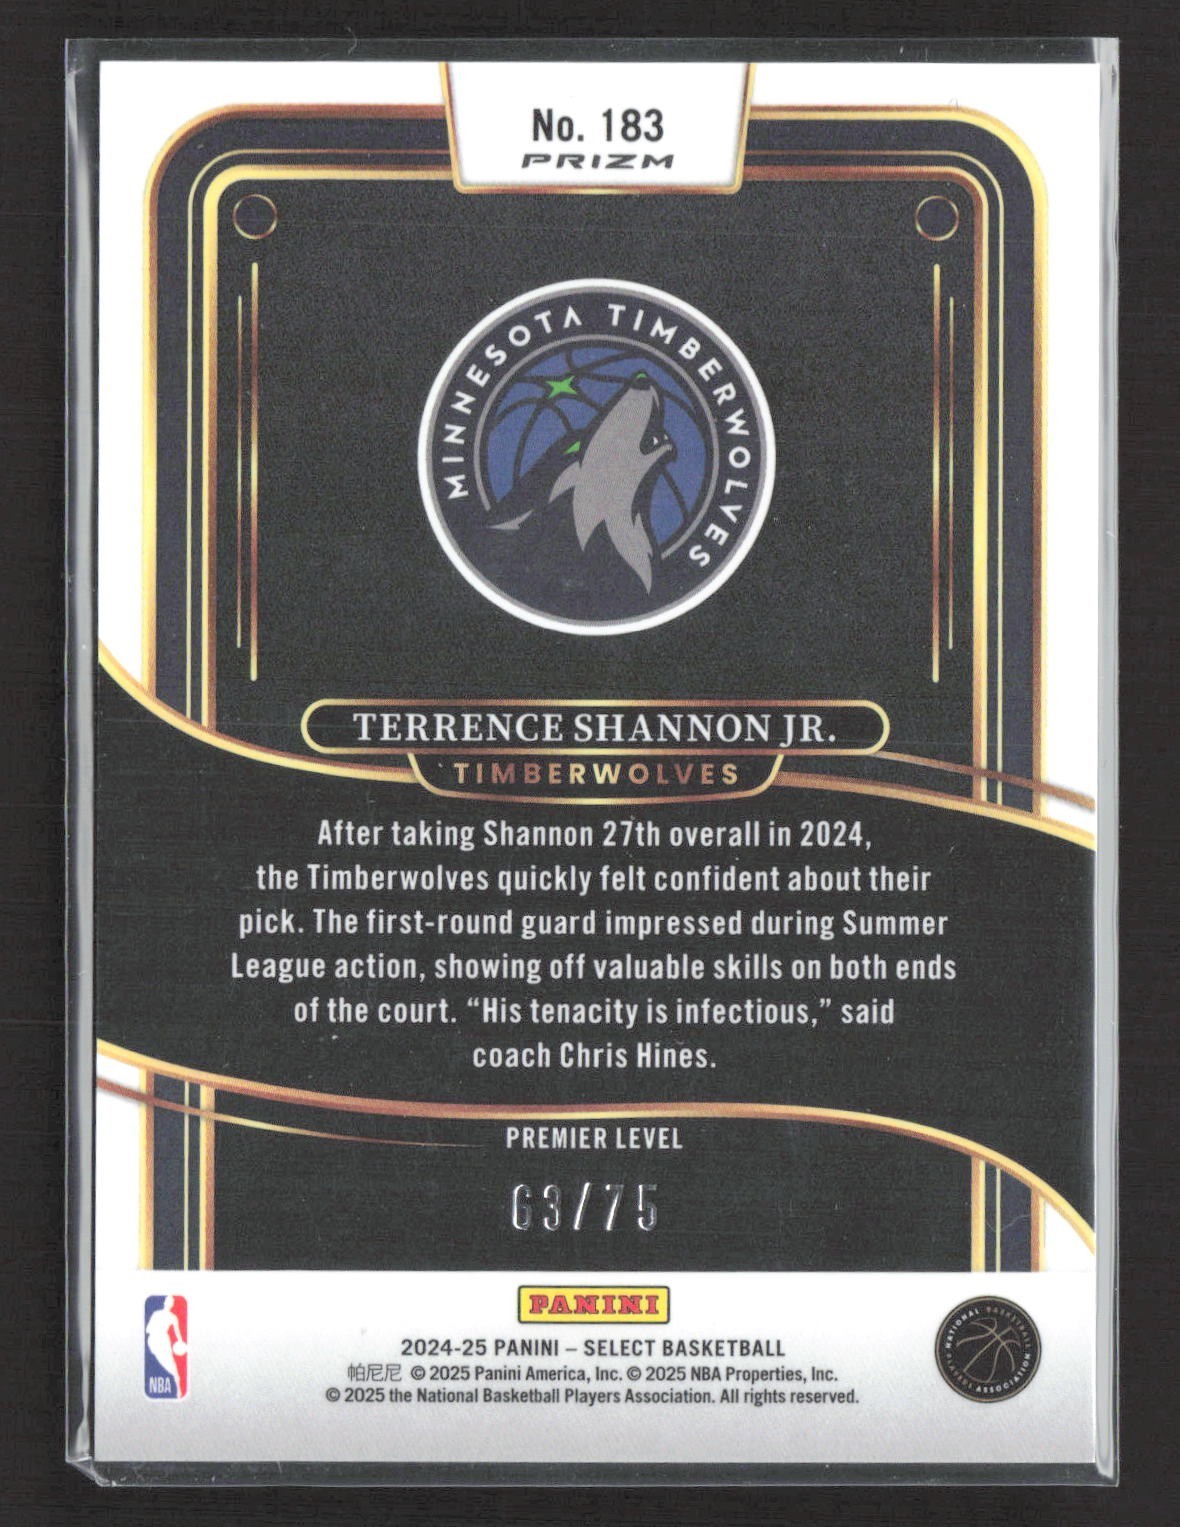 No. 183
PRIZM
MINNESOTA TIMBERWOLVES
TERRENCE SHANNON JR.
TIMBERWOLVES
After taking Shannon 27th overall in 2024,
the Timberwolves quickly felt confident about their
pick. The first-round guard impressed during Summer
League action, showing off valuable skills on both ends
of the court. “His tenacity is infectious,” said
coach Chris Hines.
PREMIER LEVEL
63/75
PANINI
2024-25 PANINI – SELECT BASKETBALL
帕尼尼 © 2025 Panini America, Inc. © 2025 NBA Properties, Inc.
© 2025 the National Basketball Players Association. All rights reserved.
NBA
NATIONAL BASKETBALL
PLAYERS ASSOCIATION